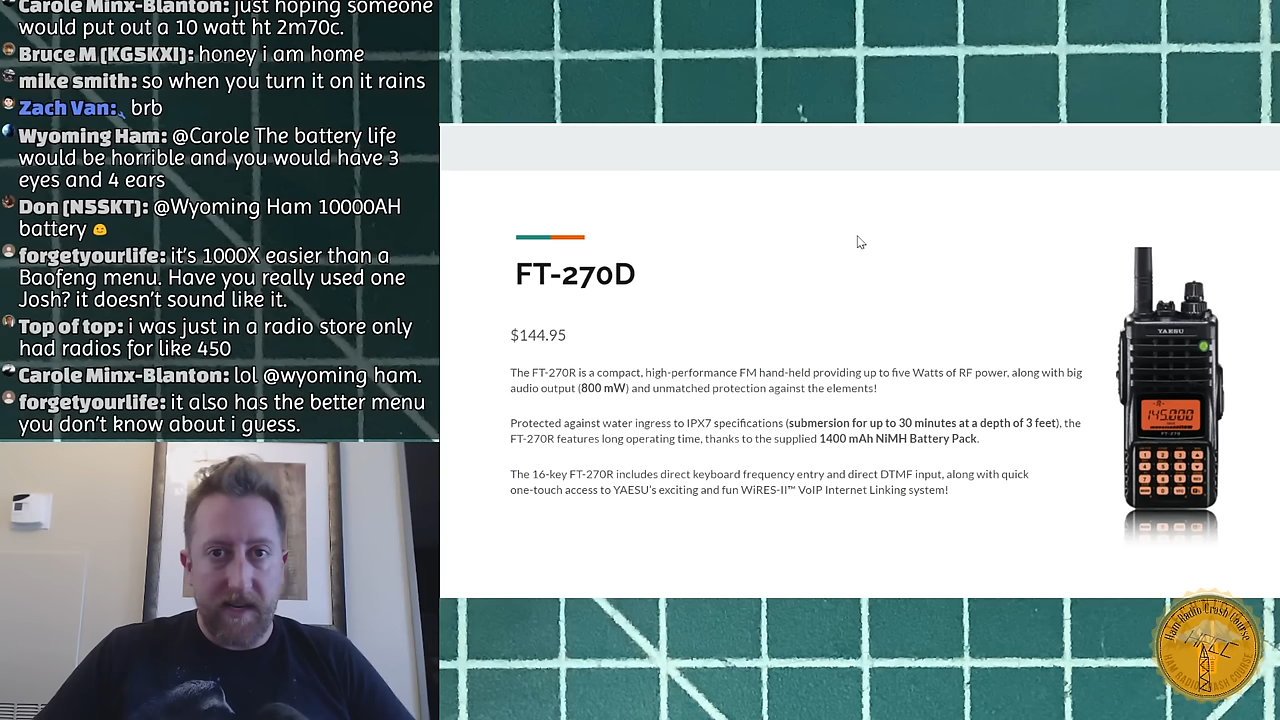 Carole Minx-Blanton: just hoping someone
would put out a 10 watt ht 2m70c.
Bruce M (KG5KXI): honey i am home
mike smith: so when you turn it on it rains
Zach Van: brb
Wyoming Ham: @Carole The battery life
would be horrible and you would have 3
eyes and 4 ears
Don (N5SKT): @Wyoming Ham 10000AH
battery
forgetyourlife: it's 1000X easier than a
Baofeng menu. Have you really used one
Josh? it doesn't sound like it.
Top of top: i was just in a radio store only
had radios for like 450
Carole Minx-Blanton: lol @wyoming ham.
forgetyourlife: it also has the better menu
you don't know about i guess.
FT-270D
$144.95
The FT-270R is a compact, high-performance FM hand-held providing up to five Watts of RF power, along with big
audio output (800 mW) and unmatched protection against the elements!
Protected against water ingress to IPX7 specifications (submersion for up to 30 minutes at a depth of 3 feet), the
FT-270R features long operating time, thanks to the supplied 1400 mAh NiMH Battery Pack.
The 16-key FT-270R includes direct keyboard frequency entry and direct DTMF input, along with quick
one-touch access to YAESU's exciting and fun WiRES-II™ VoIP Internet Linking system!
YAESU
145.000
FT-270
Ham Radio Crash Course
HRCC
HAM RADIO CRASH COURSE